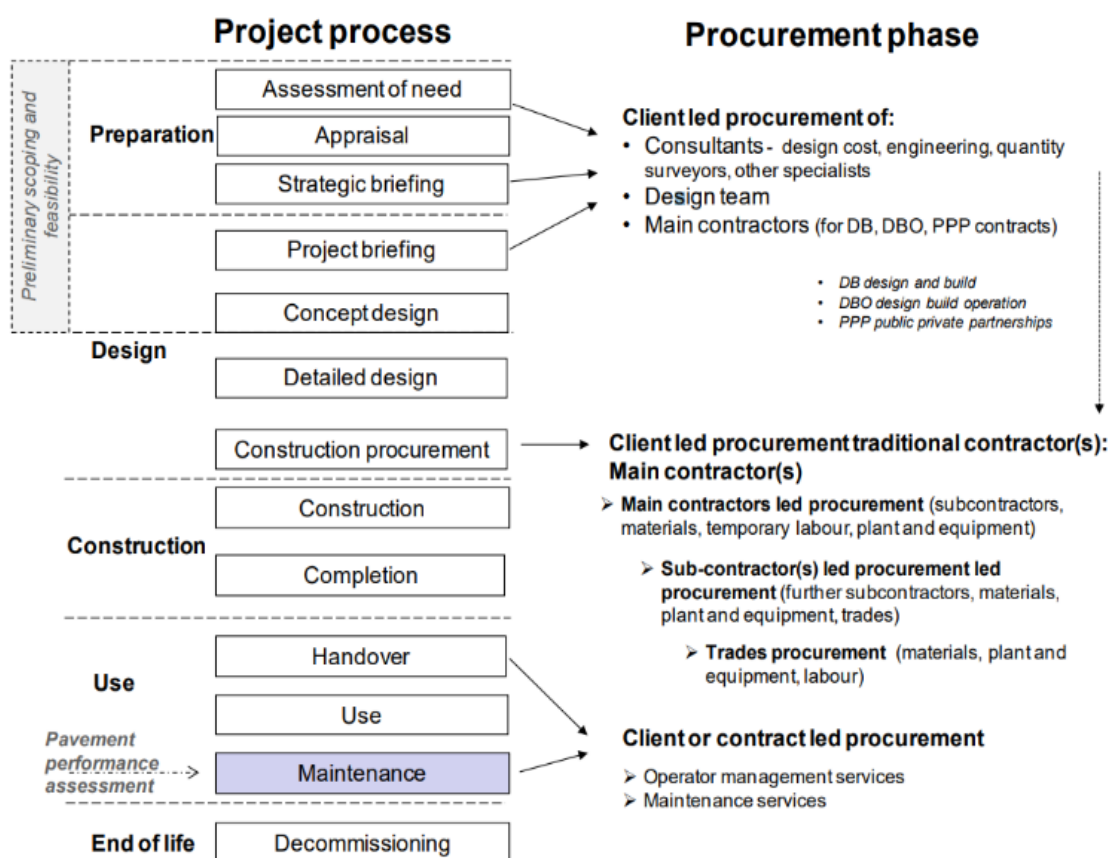 Project process
Procurement phase
Preliminary scoping and
feasibility
Preparation
Assessment of need
Appraisal
Strategic briefing
Client led procurement of:
• Consultants - design cost, engineering, quantity
surveyors, other specialists
• Design team
• Main contractors (for DB, DBO, PPP contracts)
• DB design and build
• DBO design build operation
• PPP public private partnerships
Design
Project briefing
Concept design
Detailed design
Construction procurement
Client led procurement traditional contractor(s):
Main contractor(s)
➢ Main contractors led procurement (subcontractors,
materials, temporary labour, plant and equipment)
➢ Sub-contractor(s) led procurement led
procurement (further subcontractors, materials,
plant and equipment, trades)
➢ Trades procurement (materials, plant and
equipment, labour)
Construction
Construction
Completion
Use
Handover
Use
Pavement
performance
assessment
Maintenance
Client or contract led procurement
➢ Operator management services
➢ Maintenance services
End of life
Decommissioning